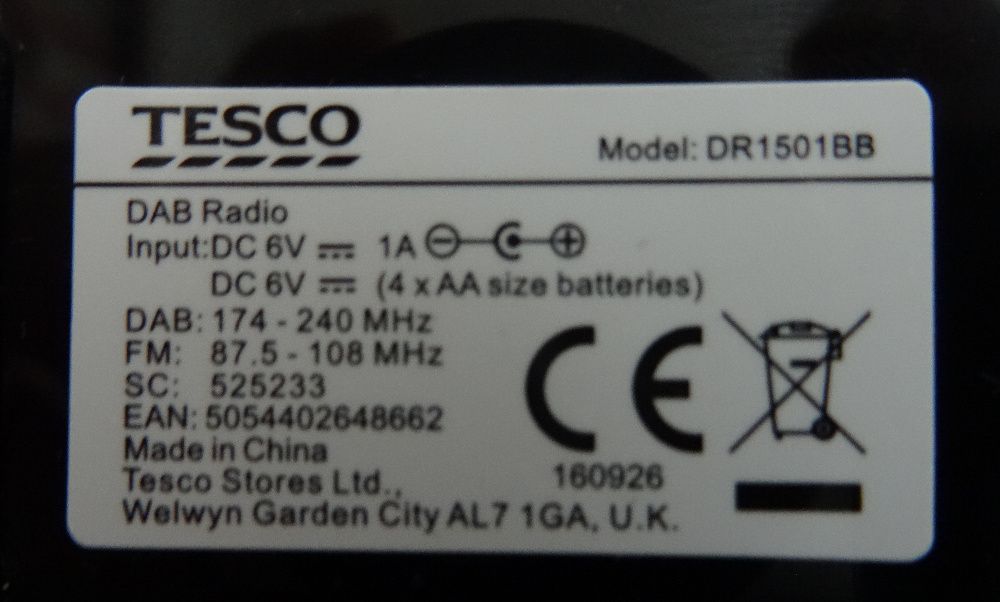 TESCO
Model: DR1501BB
DAB Radio
Input:DC 6V ⎓ 1A
DC 6V ⎓ (4 x AA size batteries)
DAB: 174 - 240 MHz
FM: 87.5 - 108 MHz
SC: 525233
EAN: 5054402648662
Made in China
Tesco Stores Ltd.,
Welwyn Garden City AL7 1GA, U.K.
CE
160926